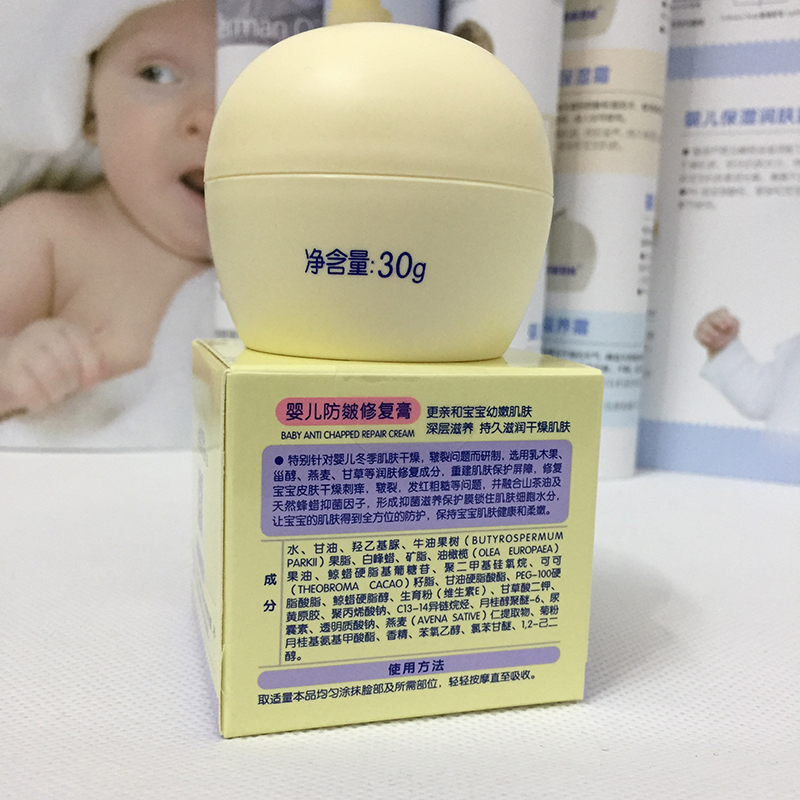 保湿霜
婴儿保湿润肤
净含量:30g
养霜
婴儿防皴修复膏
BABY ANTI CHAPPED REPAIR CREAM
更亲和宝宝幼嫩肌肤
深层滋养 持久滋润干燥肌肤
● 特别针对婴儿冬季肌肤干燥，皲裂问题而研制，选用乳木果、
甾醇、燕麦、甘草等润肤修复成分，重建肌肤保护屏障，修复
宝宝皮肤干燥刺痒，皲裂，发红粗糙等问题，并融合山茶油及
天然蜂蜡抑菌因子，形成抑菌滋养保护膜锁住肌肤细胞水分，
让宝宝的肌肤得到全方位的防护，保持宝宝肌肤健康和柔嫩。
成分
水、甘油、羟乙基脲、牛油果树（BUTYROSPERMUM
PARKII）果脂、白蜂蜡、矿脂、油橄榄（OLEA EUROPAEA）
果油、鲸蜡硬脂基葡糖苷、聚二甲基硅氧烷、可可
（THEOBROMA CACAO）籽脂、甘油硬脂酸酯、PEG-100硬
脂酸酯、鲸蜡硬脂醇、生育粉（维生素E）、甘草酸二钾、
黄原胶、聚丙烯酸钠、C13-14异链烷烃、月桂醇聚醚-6、尿
囊素、透明质酸钠、燕麦（AVENA SATIVE）仁提取物、菊粉
月桂基氨基甲酸酯、香精、苯氧乙醇、氯苯甘醚、1,2-己二
醇。
使用方法
取适量本品均匀涂抹脸部及所需部位，轻轻按摩直至吸收。